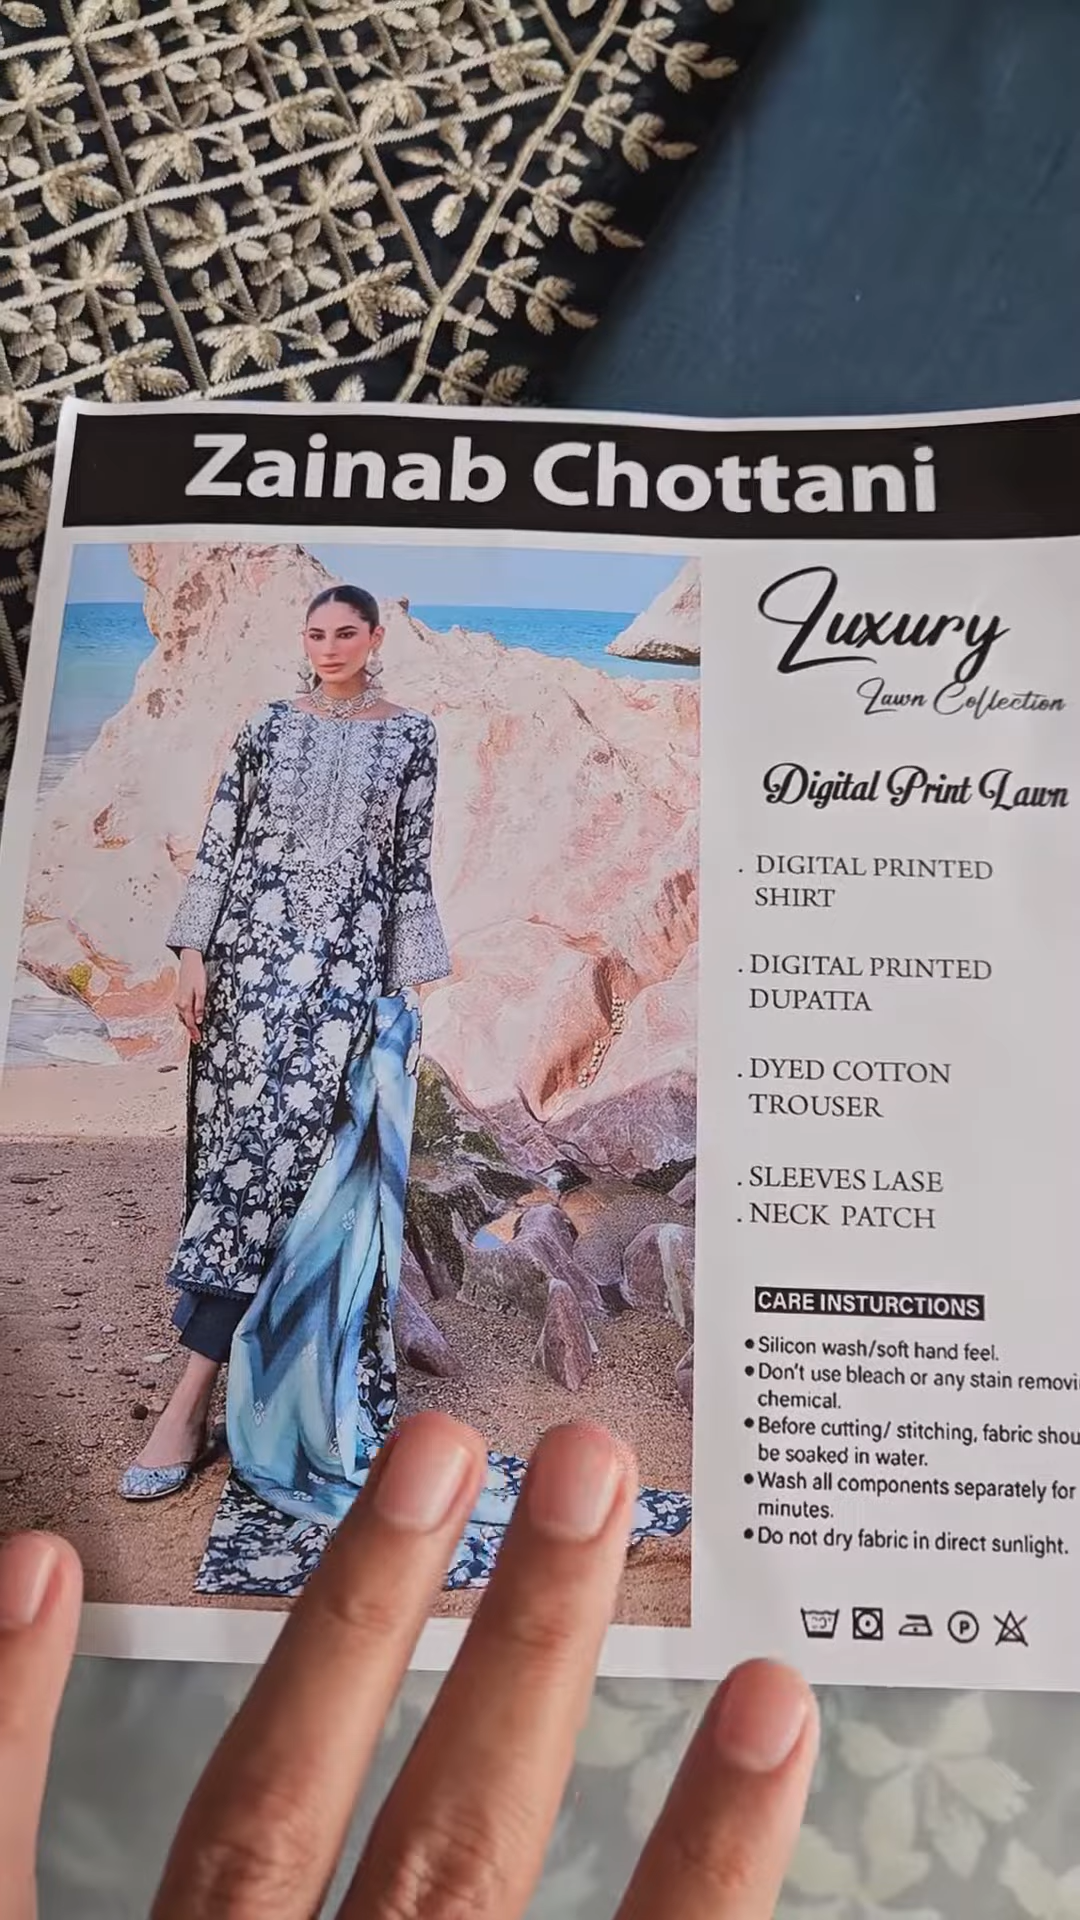 Zainab Chottani
Luxury
Lawn Collection
Digital Print Lawn
. DIGITAL PRINTED
SHIRT
. DIGITAL PRINTED
DUPATTA
. DYED COTTON
TROUSER
. SLEEVES LASE
. NECK PATCH
CARE INSTURCTIONS
• Silicon wash/soft hand feel.
• Don't use bleach or any stain removi
chemical.
• Before cutting/ stitching, fabric shou
be soaked in water.
• Wash all components separately for
minutes.
• Do not dry fabric in direct sunlight.
P